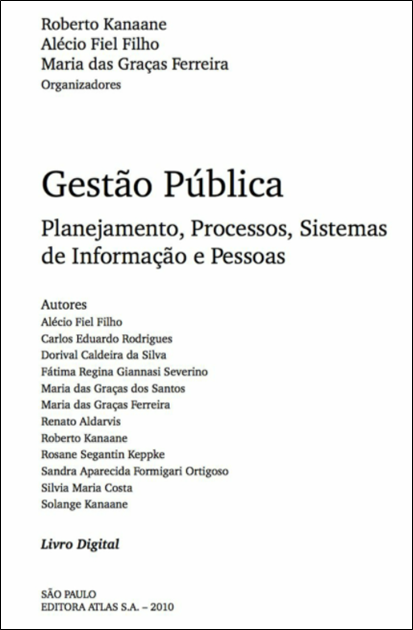 Roberto Kanaane
Alécio Fiel Filho
Maria das Graças Ferreira
Organizadores
Gestão Pública
Planejamento, Processos, Sistemas
de Informação e Pessoas
Autores
Alécio Fiel Filho
Carlos Eduardo Rodrigues
Dorival Caldeira da Silva
Fátima Regina Giannasi Severino
Maria das Graças dos Santos
Maria das Graças Ferreira
Renato Aldarvis
Roberto Kanaane
Rosane Segantin Keppke
Sandra Aparecida Formigari Ortigoso
Silvia Maria Costa
Solange Kanaane
Livro Digital
SÃO PAULO
EDITORA ATLAS S.A. – 2010